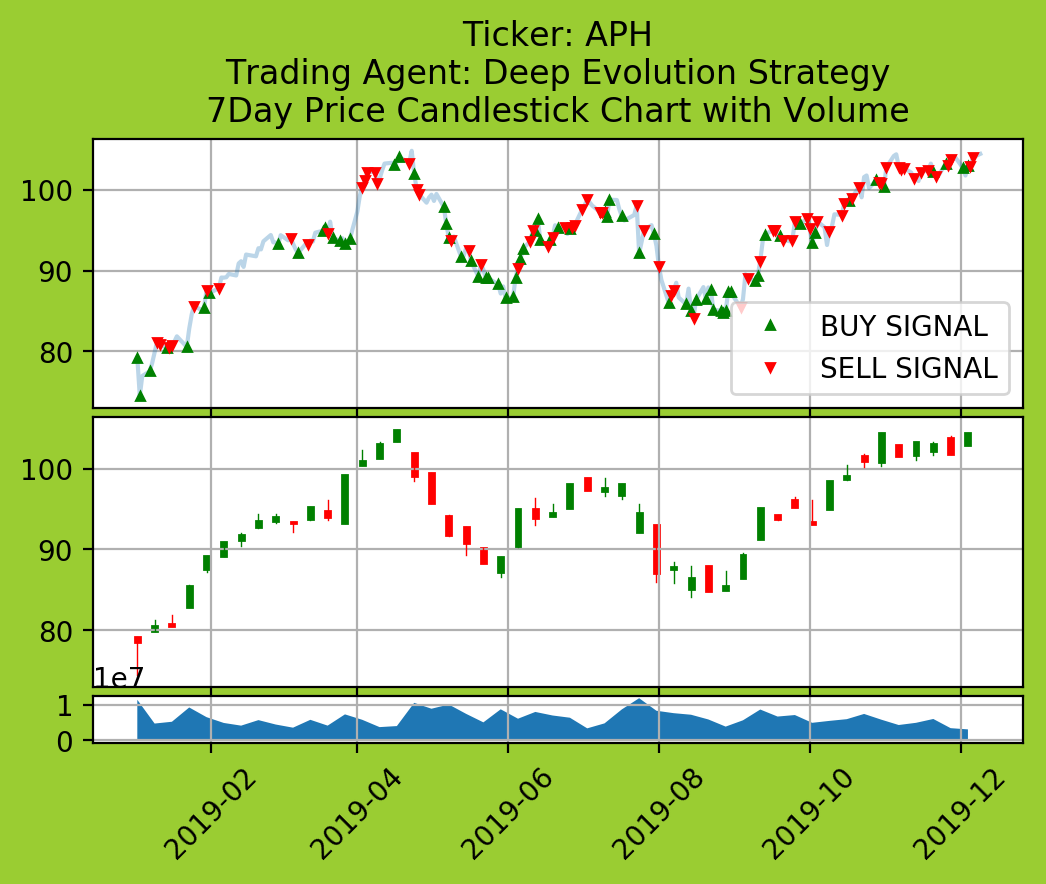 Ticker: APH
Trading Agent: Deep Evolution Strategy
7Day Price Candlestick Chart with Volume
100
90
80
BUY SIGNAL
SELL SIGNAL
100
90
80
1e7
1
0
2019-02
2019-04
2019-06
2019-08
2019-10
2019-12